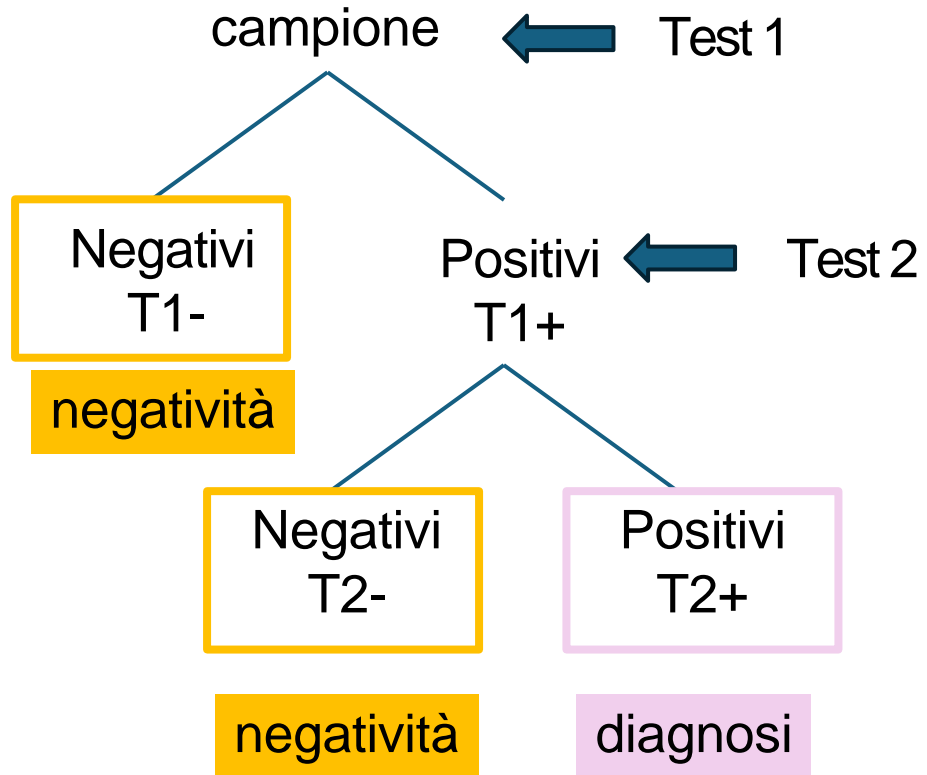 campione
Test 1
Negativi
T1-
negatività
Positivi
T1+
Test 2
Negativi
T2-
negatività
Positivi
T2+
diagnosi